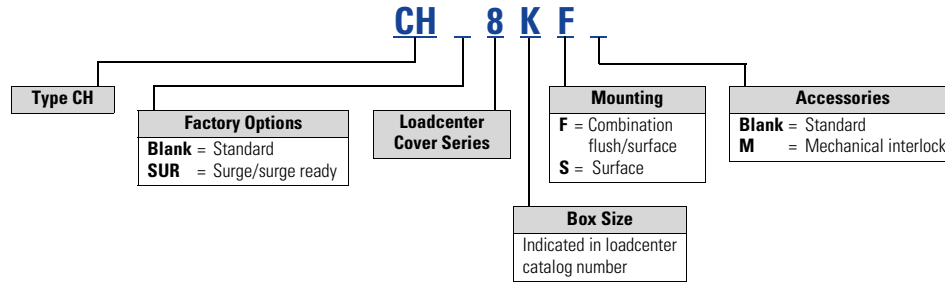 CH _ 8 K F _
Type CH
Factory Options
Blank = Standard
SUR = Surge/surge ready
Loadcenter
Cover Series
Mounting
F = Combination
flush/surface
S = Surface
Accessories
Blank = Standard
M = Mechanical interlock
Box Size
Indicated in loadcenter
catalog number